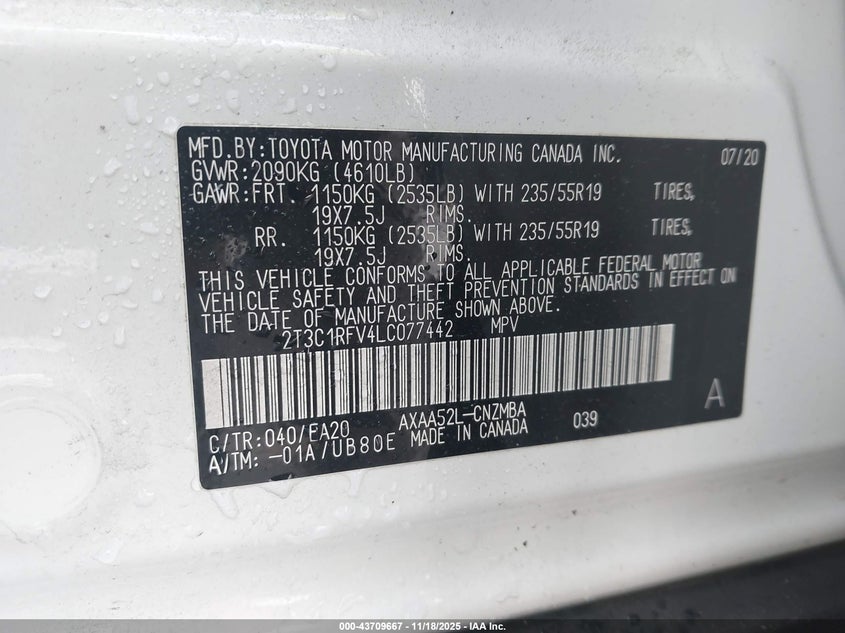 MFD.BY:TOYOTA MOTOR MANUFACTURING CANADA INC. 07/20
GVWR:2090KG (4610LB)
GAWR:FRT. 1150KG (2535LB) WITH 235/55R19 TIRES,
19X7.5J RIMS.
RR. 1150KG (2535LB) WITH 235/55R19 TIRES,
19X7.5J RIMS.
THIS VEHICLE CONFORMS TO ALL APPLICABLE FEDERAL MOTOR
VEHICLE SAFETY AND THEFT PREVENTION STANDARDS IN EFFECT ON
THE DATE OF MANUFACTURE SHOWN ABOVE.
2T3C1RFV4LC077442 MPV
C/TR:040/EA20 AXAA52L-CNZMBA 039 A
A/TM: -01A/UB80E MADE IN CANADA
000-43709667 - 11/18/2025 - IAA Inc.